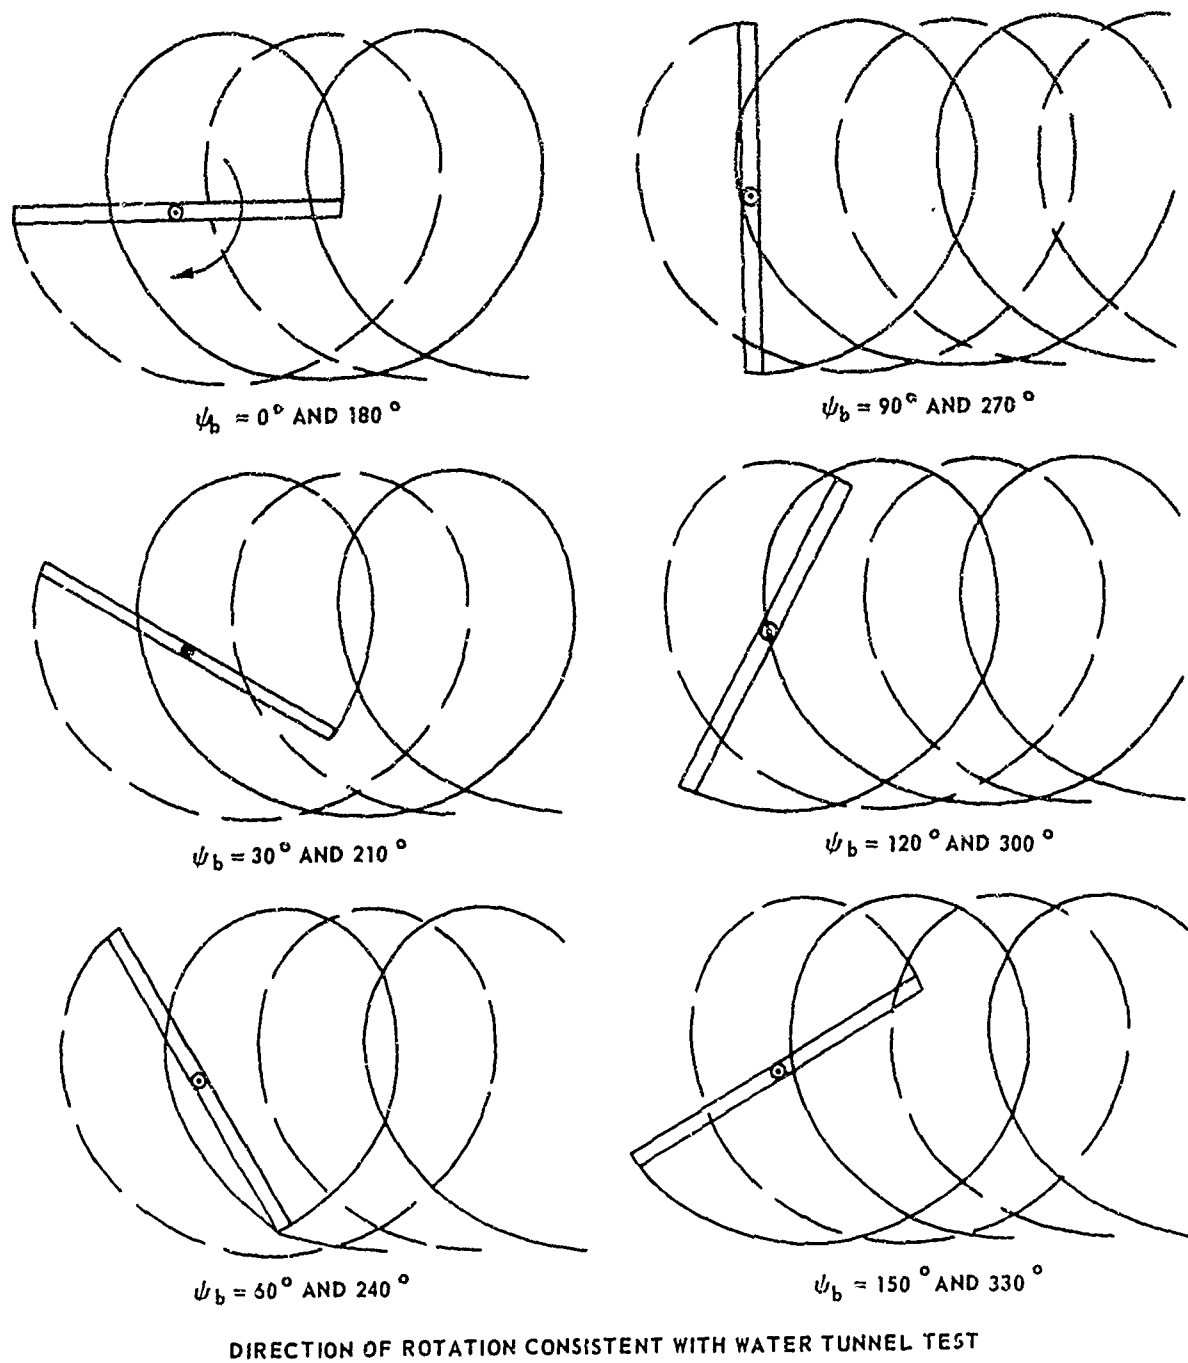 ψb = 0° AND 180°
ψb = 90° AND 270°
ψb = 30° AND 210°
ψb = 120° AND 300°
ψb = 60° AND 240°
ψb = 150° AND 330°
DIRECTION OF ROTATION CONSISTENT WITH WATER TUNNEL TEST